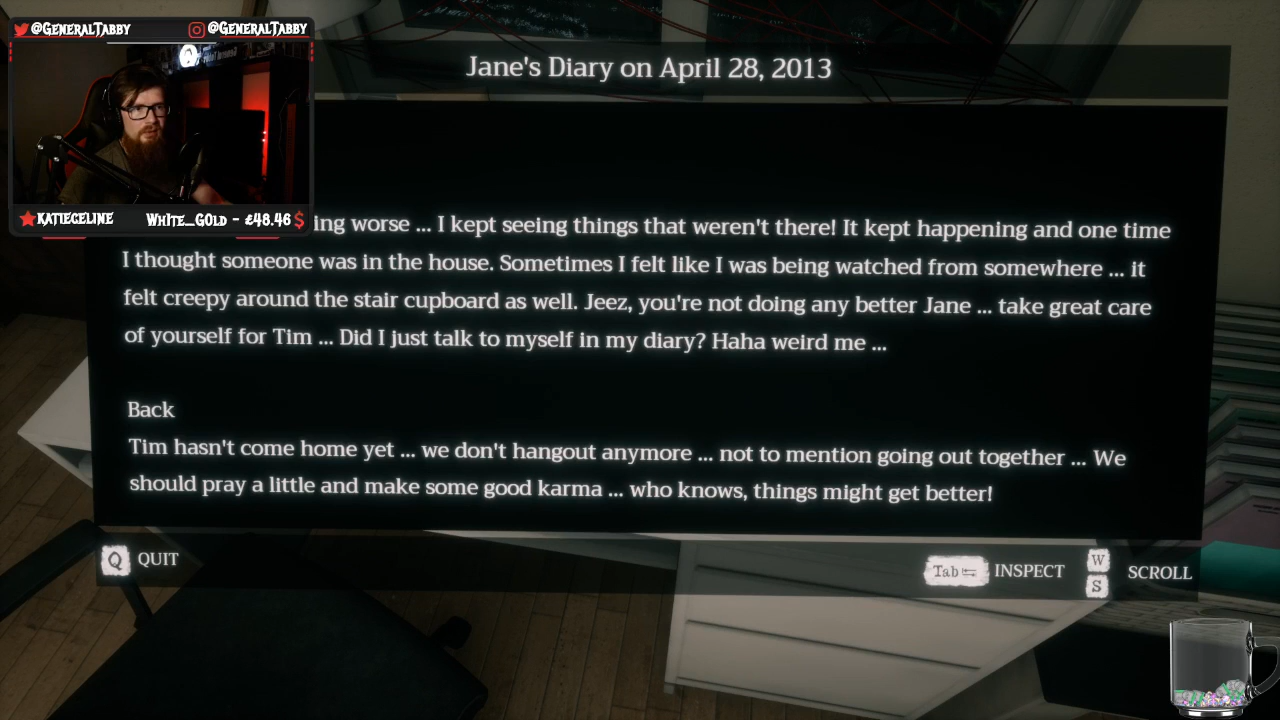 @GeneralTabby @GeneralTabby
Jane's Diary on April 28, 2013
KATIECELINE White_Gold - £48.46 $
ing worse ... I kept seeing things that weren't there! It kept happening and one time
I thought someone was in the house. Sometimes I felt like I was being watched from somewhere ... it
felt creepy around the stair cupboard as well. Jeez, you're not doing any better Jane ... take great care
of yourself for Tim ... Did I just talk to myself in my diary? Haha weird me ...
Back
Tim hasn't come home yet ... we don't hangout anymore ... not to mention going out together ... We
should pray a little and make some good karma ... who knows, things might get better!
Q QUIT Tab INSPECT W S SCROLL